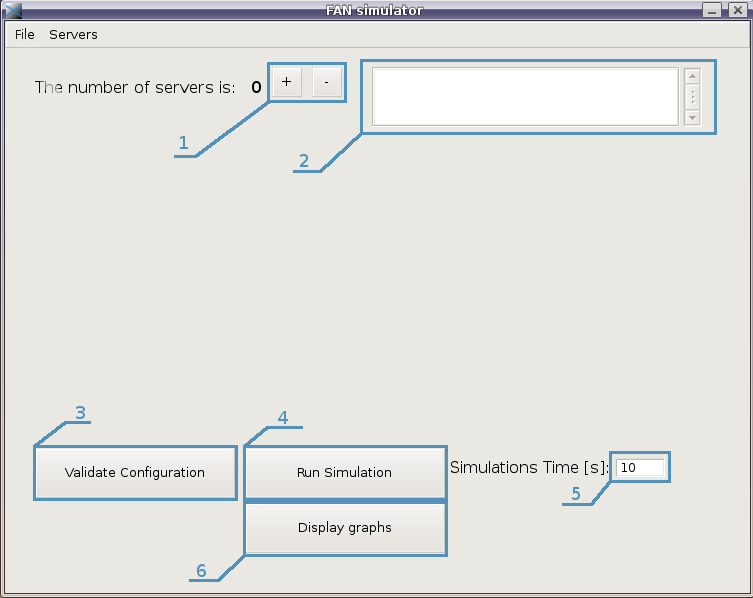 FAN simulator
File Servers
The number of servers is: 0 + -
1
2
3
4
Validate Configuration
Run Simulation
Simulations Time [s]: 10
5
Display graphs
6